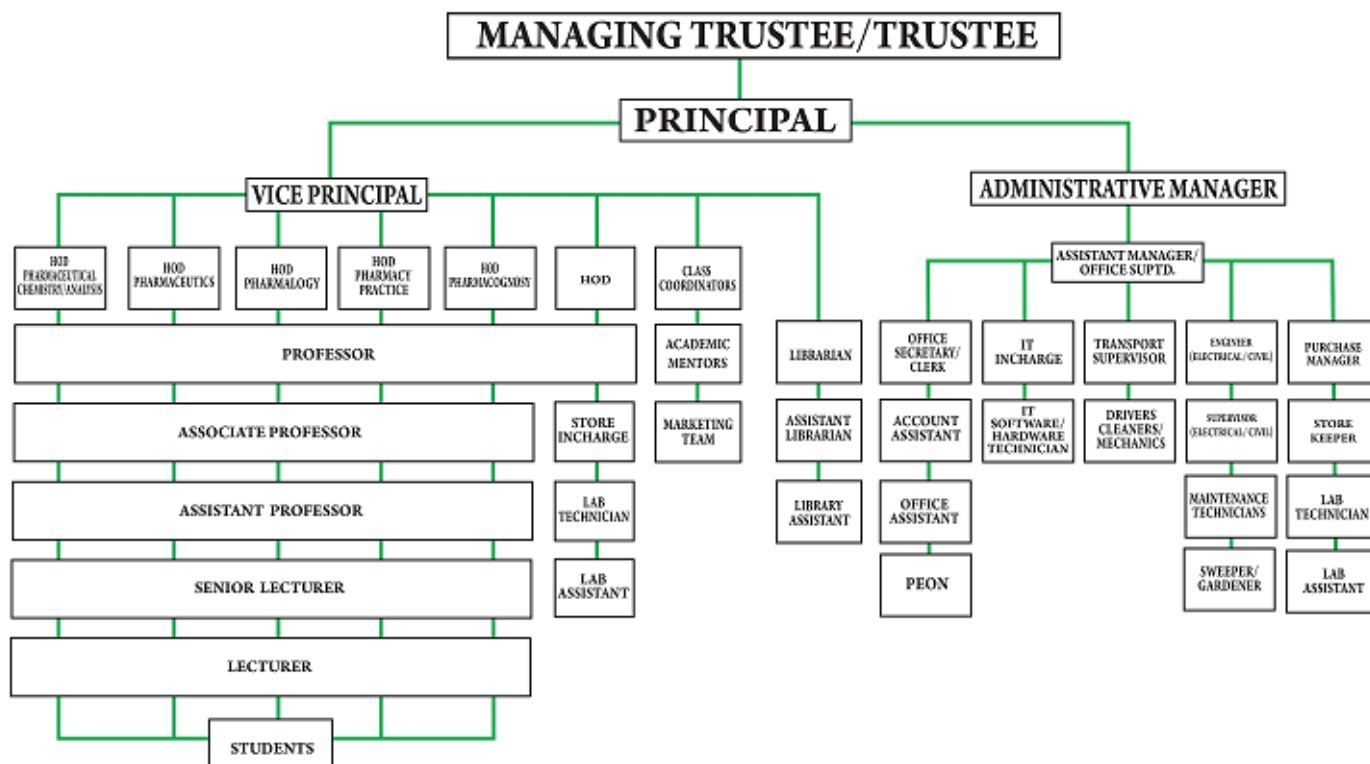 MANAGING TRUSTEE/TRUSTEE
PRINCIPAL
VICE PRINCIPAL
ADMINISTRATIVE MANAGER
ASSISTANT MANAGER/
OFFICE SUPTD.
HOD
PHARMACEUTICAL
CHEMISTRY/ANALYSIS
HOD
PHARMACEUTICS
HOD
PHARMALOGY
HOD
PHARMACY
PRACTICE
HOD
PHARMACOGNOSY
HOD
CLASS
COORDINATORS
PROFESSOR
ACADEMIC
MENTORS
LIBRARIAN
OFFICE
SECRETARY/
CLERK
IT
INCHARGE
TRANSPORT
SUPERVISOR
ENGINEER
(ELECTRICAL/ CIVIL)
PURCHASE
MANAGER
ASSOCIATE PROFESSOR
STORE
INCHARGE
MARKETING
TEAM
ASSISTANT
LIBRARIAN
ACCOUNT
ASSISTANT
IT
SOFTWARE/
HARDWARE
TECHNICIAN
DRIVERS
CLEANERS/
MECHANICS
SUPERVISOR
(ELECTRICAL/ CIVIL)
STORE
KEEPER
ASSISTANT PROFESSOR
LAB
TECHNICIAN
LIBRARY
ASSISTANT
OFFICE
ASSISTANT
MAINTENANCE
TECHNICIANS
LAB
TECHNICIAN
SENIOR LECTURER
LAB
ASSISTANT
PEON
SWEEPER/
GARDENER
LAB
ASSISTANT
LECTURER
STUDENTS